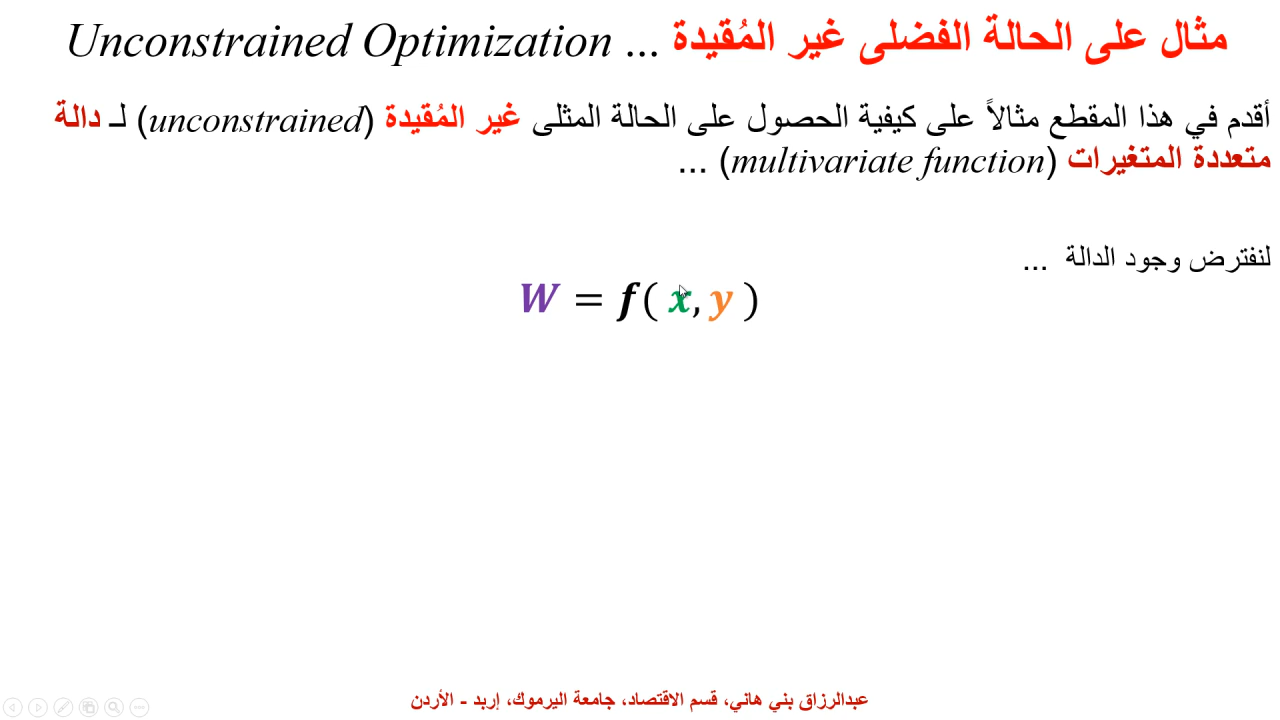 مثال على الحالة الفضلى غير المُقيدة ... Unconstrained Optimization
أقدم في هذا المقطع مثالاً على كيفية الحصول على الحالة المثلى غير المُقيدة (unconstrained) لـ دالة
متعددة المتغيرات (multivariate function) ...
لنفترض وجود الدالة ...
W = f( x, y )
عبدالرزاق بني هاني، قسم الاقتصاد، جامعة اليرموك، إربد - الأردن